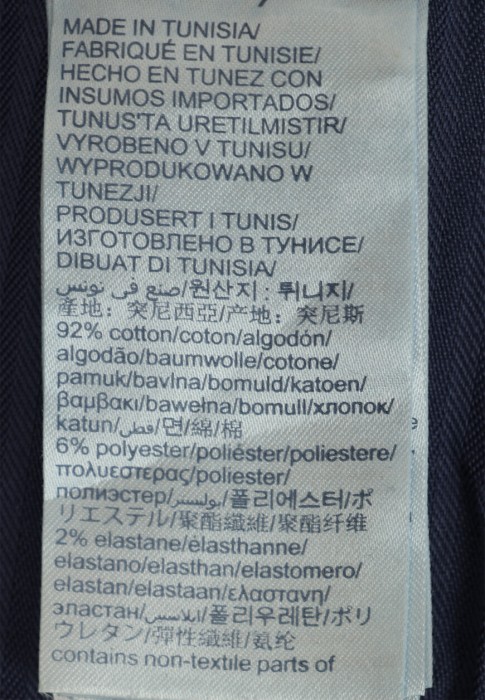 MADE IN TUNISIA/
FABRIQUÉ EN TUNISIE/
HECHO EN TUNEZ CON
INSUMOS IMPORTADOS/
TUNUS'TA URETILMISTIR/
VYROBENO V TUNISU/
WYPRODUKOWANO W
TUNEZJI/
PRODUSERT I TUNIS/
ИЗГОТОВЛЕНО В ТУНИСЕ/
DIBUAT DI TUNISIA/
صنع في تونس/원산지 : 튀니지/
產地: 突尼西亞/产地: 突尼斯
92% cotton/coton/algodón/
algodão/baumwolle/cotone/
pamuk/bavlna/bomuld/katoen/
βαμβακι/bawełna/bomull/хлопок/
katun/قطن/면/綿/棉
6% polyester/poliéster/poliestere/
πολυεστερας/poliester/
полиэстер/بوليستر/폴리에스터/ポ
リエステル/聚酯纖維/聚酯纤维
2% elastane/élasthanne/
elastano/elasthan/elastomero/
elastan/elastaan/ελαστανη/
эластан/ايلاستين/폴리우레탄/ポリ
ウレタン/彈性纖維/氨纶
contains non-textile parts of